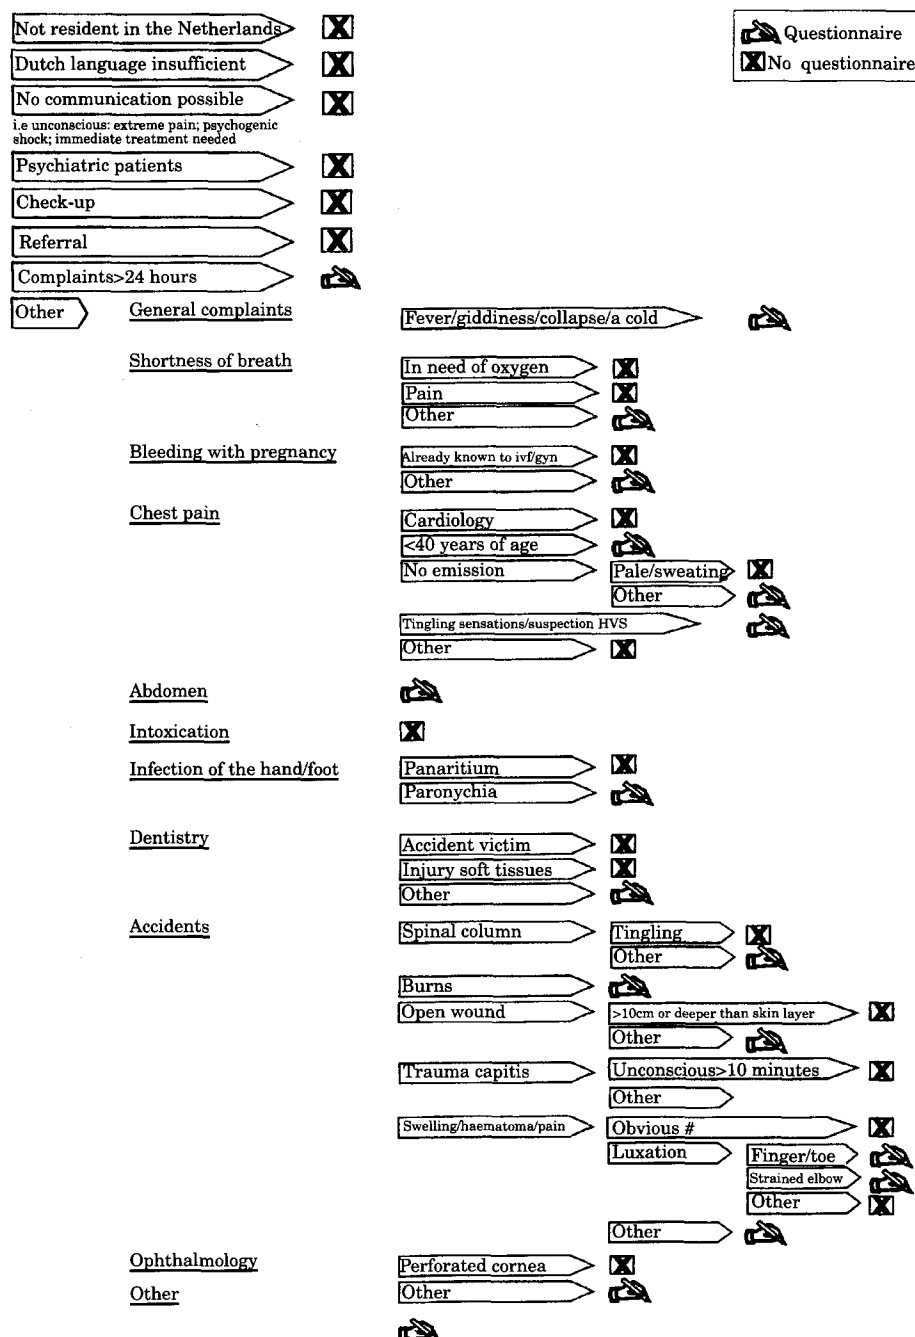 Not resident in the Netherlands
Questionnaire
Dutch language insufficient
No questionnaire
No communication possible
i.e unconscious: extreme pain; psychogenic
shock; immediate treatment needed
Psychiatric patients
Check-up
Referral
Complaints>24 hours
Other General complaints Fever/giddiness/collapse/a cold
Shortness of breath In need of oxygen
Pain
Other
Bleeding with pregnancy Already known to ivf/gyn
Other
Chest pain Cardiology
<40 years of age
No emission Pale/sweating
Other
Tingling sensations/suspection HVS
Other
Abdomen
Intoxication
Infection of the hand/foot Panaritium
Paronychia
Dentistry Accident victim
Injury soft tissues
Other
Accidents Spinal column Tingling
Other
Burns
Open wound >10cm or deeper than skin layer
Other
Trauma capitis Unconscious>10 minutes
Other
Swelling/haematoma/pain Obvious #
Luxation Finger/toe
Strained elbow
Other
Other
Ophthalmology Perforated cornea
Other Other